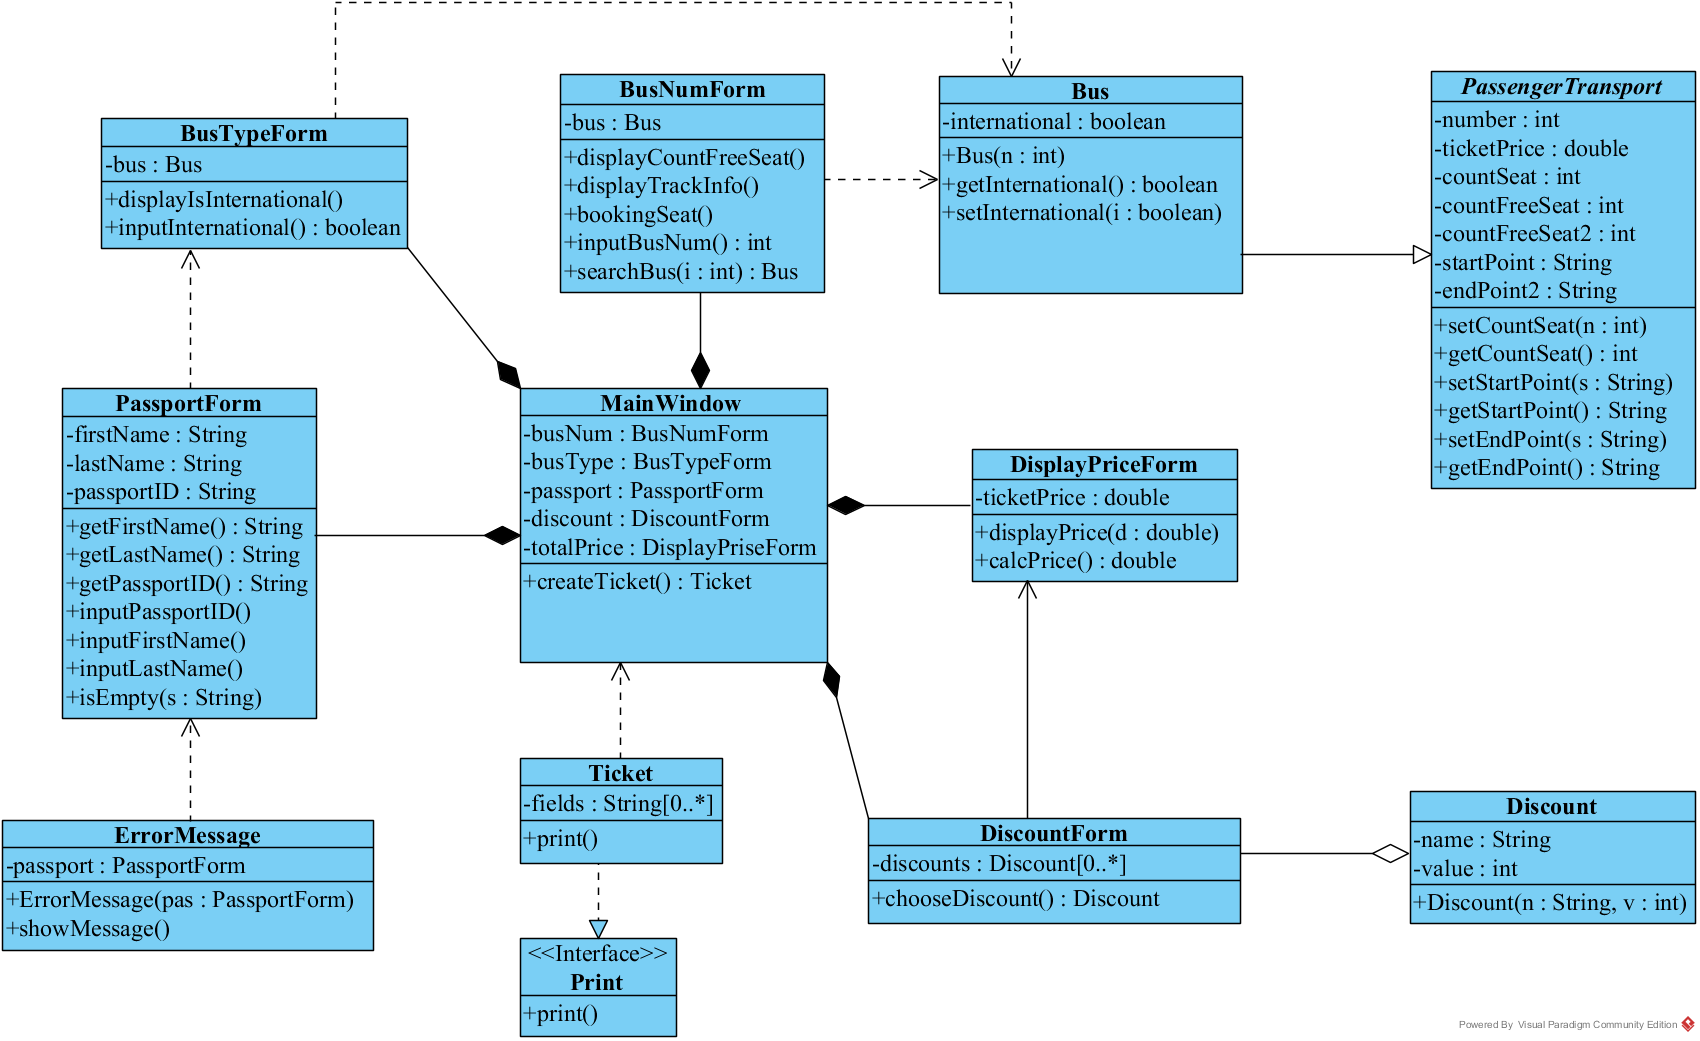 BusTypeForm
-bus : Bus
+displayIsInternational()
+inputInternational() : boolean
BusNumForm
-bus : Bus
+displayCountFreeSeat()
+displayTrackInfo()
+bookingSeat()
+inputBusNum() : int
+searchBus(i : int) : Bus
Bus
-international : boolean
+Bus(n : int)
+getInternational() : boolean
+setInternational(i : boolean)
PassengerTransport
-number : int
-ticketPrice : double
-countSeat : int
-countFreeSeat : int
-countFreeSeat2 : int
-startPoint : String
-endPoint2 : String
+setCountSeat(n : int)
+getCountSeat() : int
+setStartPoint(s : String)
+getStartPoint() : String
+setEndPoint(s : String)
+getEndPoint() : String
PassportForm
-firstName : String
-lastName : String
-passportID : String
+getFirstName() : String
+getLastName() : String
+getPassportID() : String
+inputPassportID()
+inputFirstName()
+inputLastName()
+isEmpty(s : String)
MainWindow
-busNum : BusNumForm
-busType : BusTypeForm
-passport : PassportForm
-discount : DiscountForm
-totalPrice : DisplayPriseForm
+createTicket() : Ticket
DisplayPriceForm
-ticketPrice : double
+displayPrice(d : double)
+calcPrice() : double
ErrorMessage
-passport : PassportForm
+ErrorMessage(pas : PassportForm)
+showMessage()
Ticket
-fields : String[0..*]
+print()
<<Interface>>
Print
+print()
DiscountForm
-discounts : Discount[0..*]
+chooseDiscount() : Discount
Discount
-name : String
-value : int
+Discount(n : String, v : int)
Powered By Visual Paradigm Community Edition